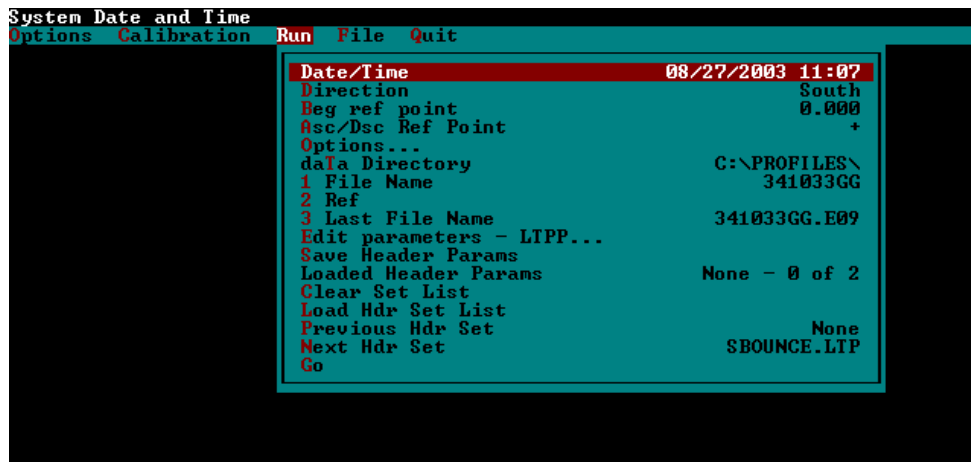 System Date and Time
Options Calibration Run File Quit
Date/Time 08/27/2003 11:07
Direction South
Beg ref point 0.000
Asc/Dsc Ref Point +
Options...
daTa Directory C:\PROFILES\
1 File Name 341033GG
2 Ref
3 Last File Name 341033GG.E09
Edit parameters - LTPP...
Save Header Params
Loaded Header Params None - 0 of 2
Clear Set List
Load Hdr Set List
Previous Hdr Set None
Next Hdr Set SBOUNCE.LTP
Go